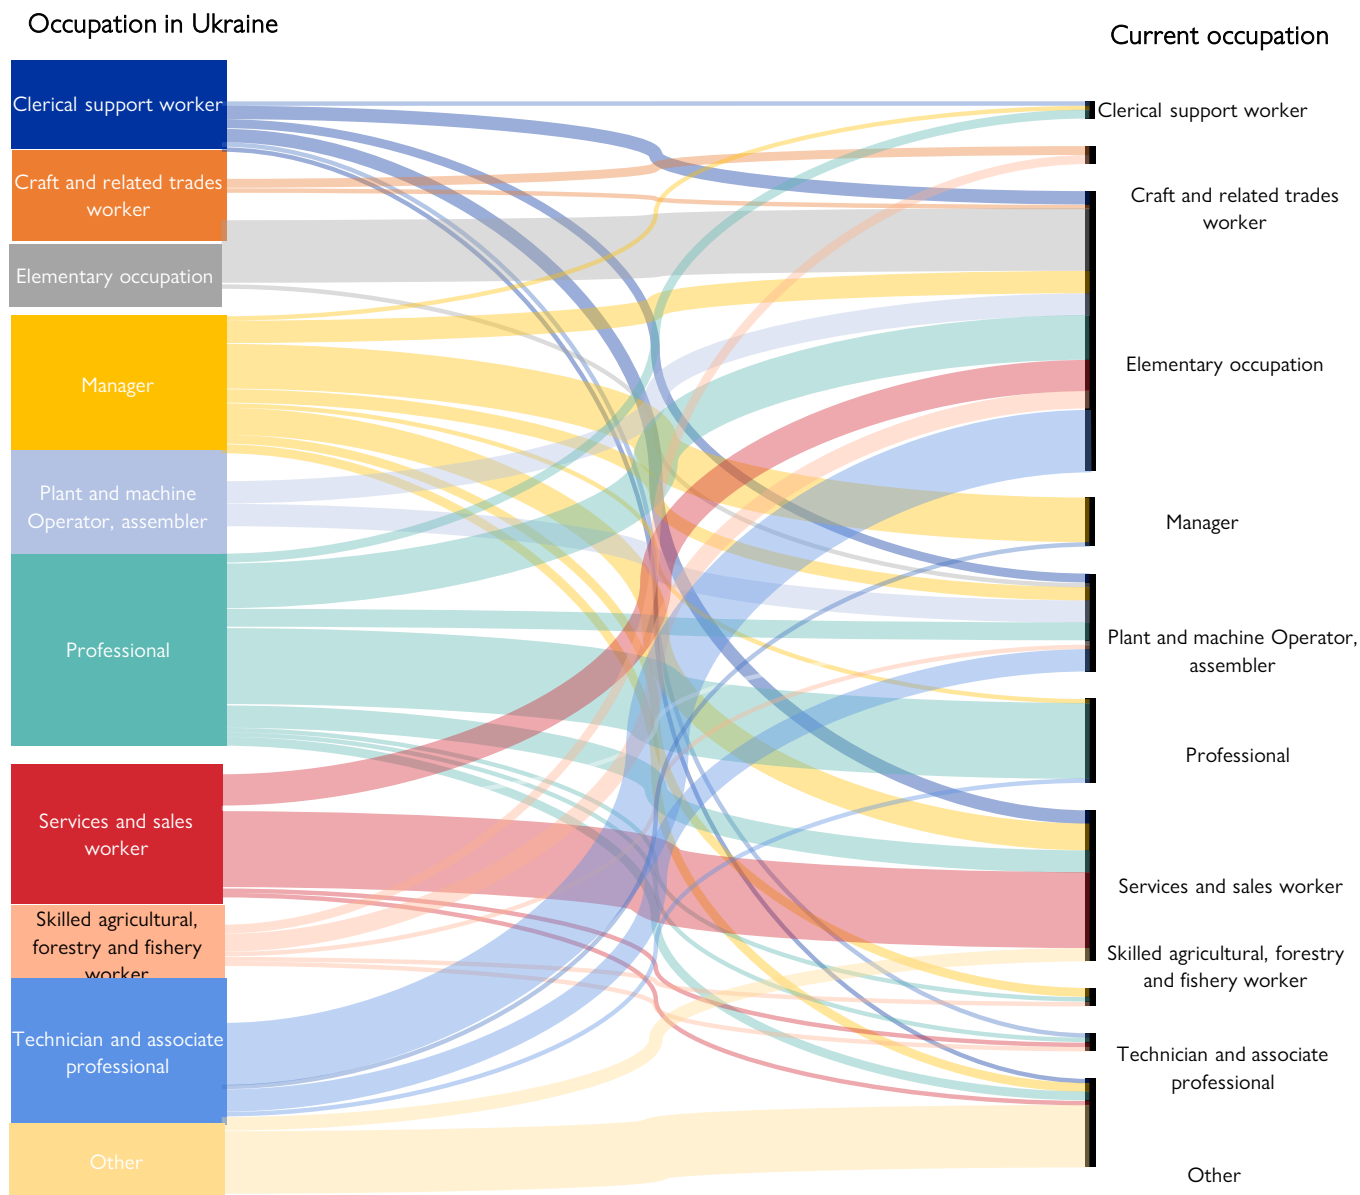 Occupation in Ukraine
Clerical support worker
Craft and related trades
worker
Elementary occupation
Manager
Plant and machine
Operator, assembler
Professional
Services and sales
worker
Skilled agricultural,
forestry and fishery
worker
Technician and associate
professional
Other
Current occupation
Clerical support worker
Craft and related trades
worker
Elementary occupation
Manager
Plant and machine Operator,
assembler
Professional
Services and sales worker
Skilled agricultural, forestry
and fishery worker
Technician and associate
professional
Other